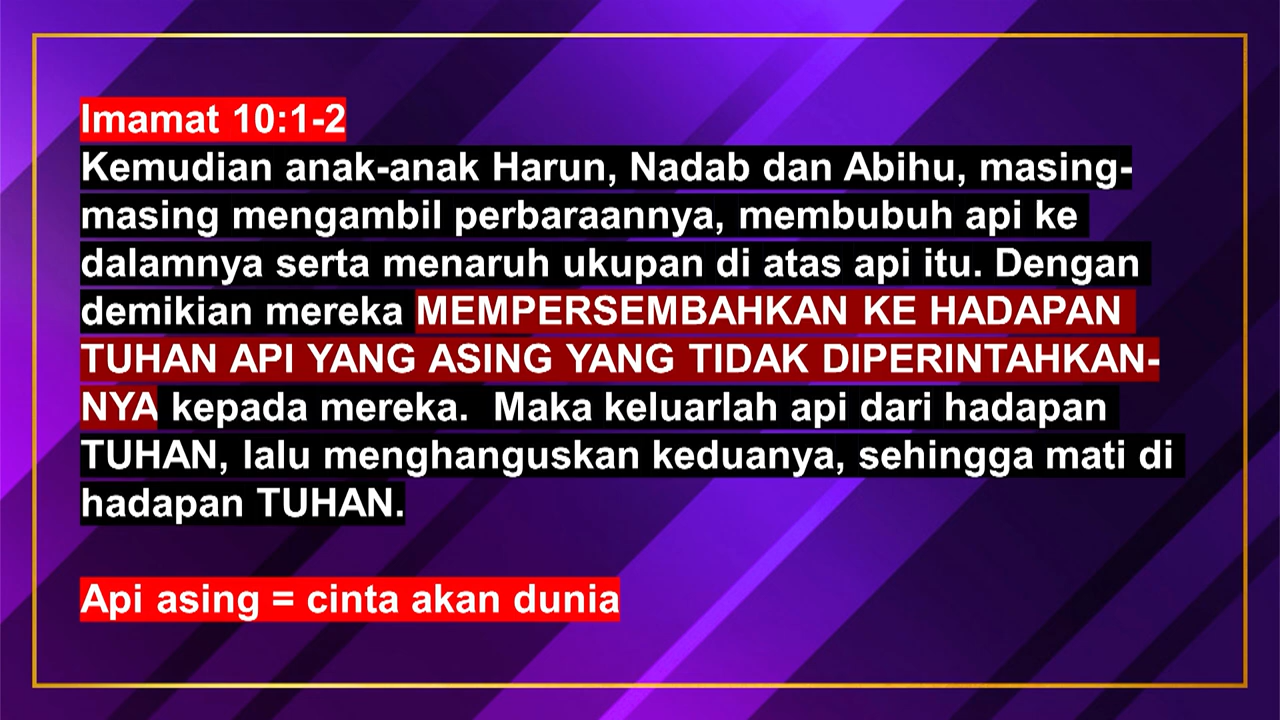 Imamat 10:1-2
Kemudian anak-anak Harun, Nadab dan Abihu, masing-
masing mengambil perbaraannya, membubuh api ke
dalamnya serta menaruh ukupan di atas api itu. Dengan
demikian mereka MEMPERSEMBAHKAN KE HADAPAN
TUHAN API YANG ASING YANG TIDAK DIPERINTAHKAN-
NYA kepada mereka.  Maka keluarlah api dari hadapan
TUHAN, lalu menghanguskan keduanya, sehingga mati di
hadapan TUHAN.
Api asing = cinta akan dunia